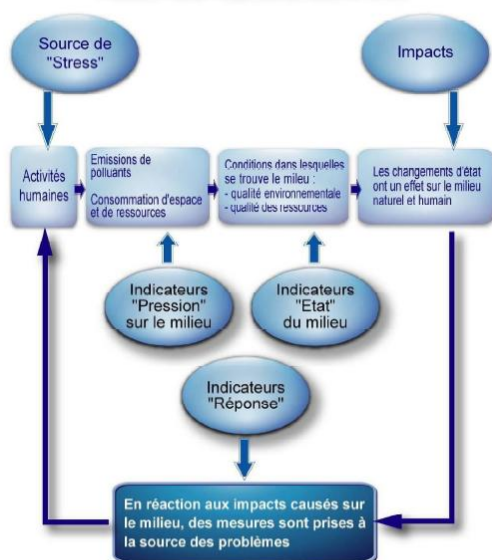 Source de
"Stress"
Impacts
Activités
humaines
Emissions de
polluants
Consommation d'espace
et de ressources
Conditions dans lesquelles
se trouve le mileu :
- qualité environnementale
- qualité des ressources
Les changements d'état
ont un effet sur le milieu
naturel et humain
Indicateurs
"Pression"
sur le milieu
Indicateurs
"Etat"
du milieu
Indicateurs
"Réponse"
En réaction aux impacts causés sur
le milieu, des mesures sont prises à
la source des problèmes